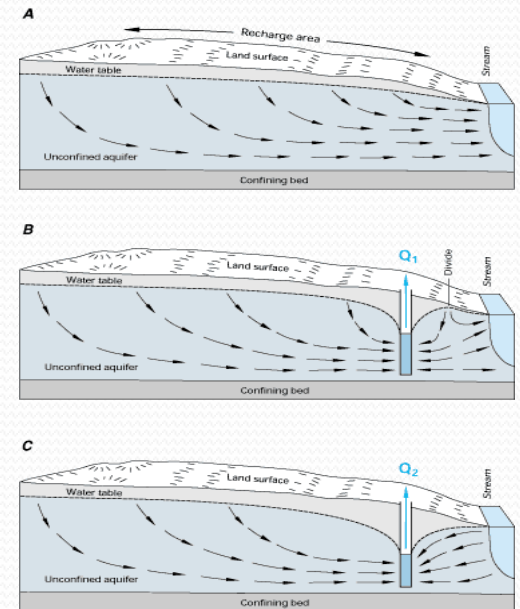 A
Recharge area
Land surface
Stream
Water table
Unconfined aquifer
Confining bed
B
Q1
Divide
Stream
Land surface
Water table
Unconfined aquifer
Confining bed
C
Q2
Stream
Land surface
Water table
Unconfined aquifer
Confining bed